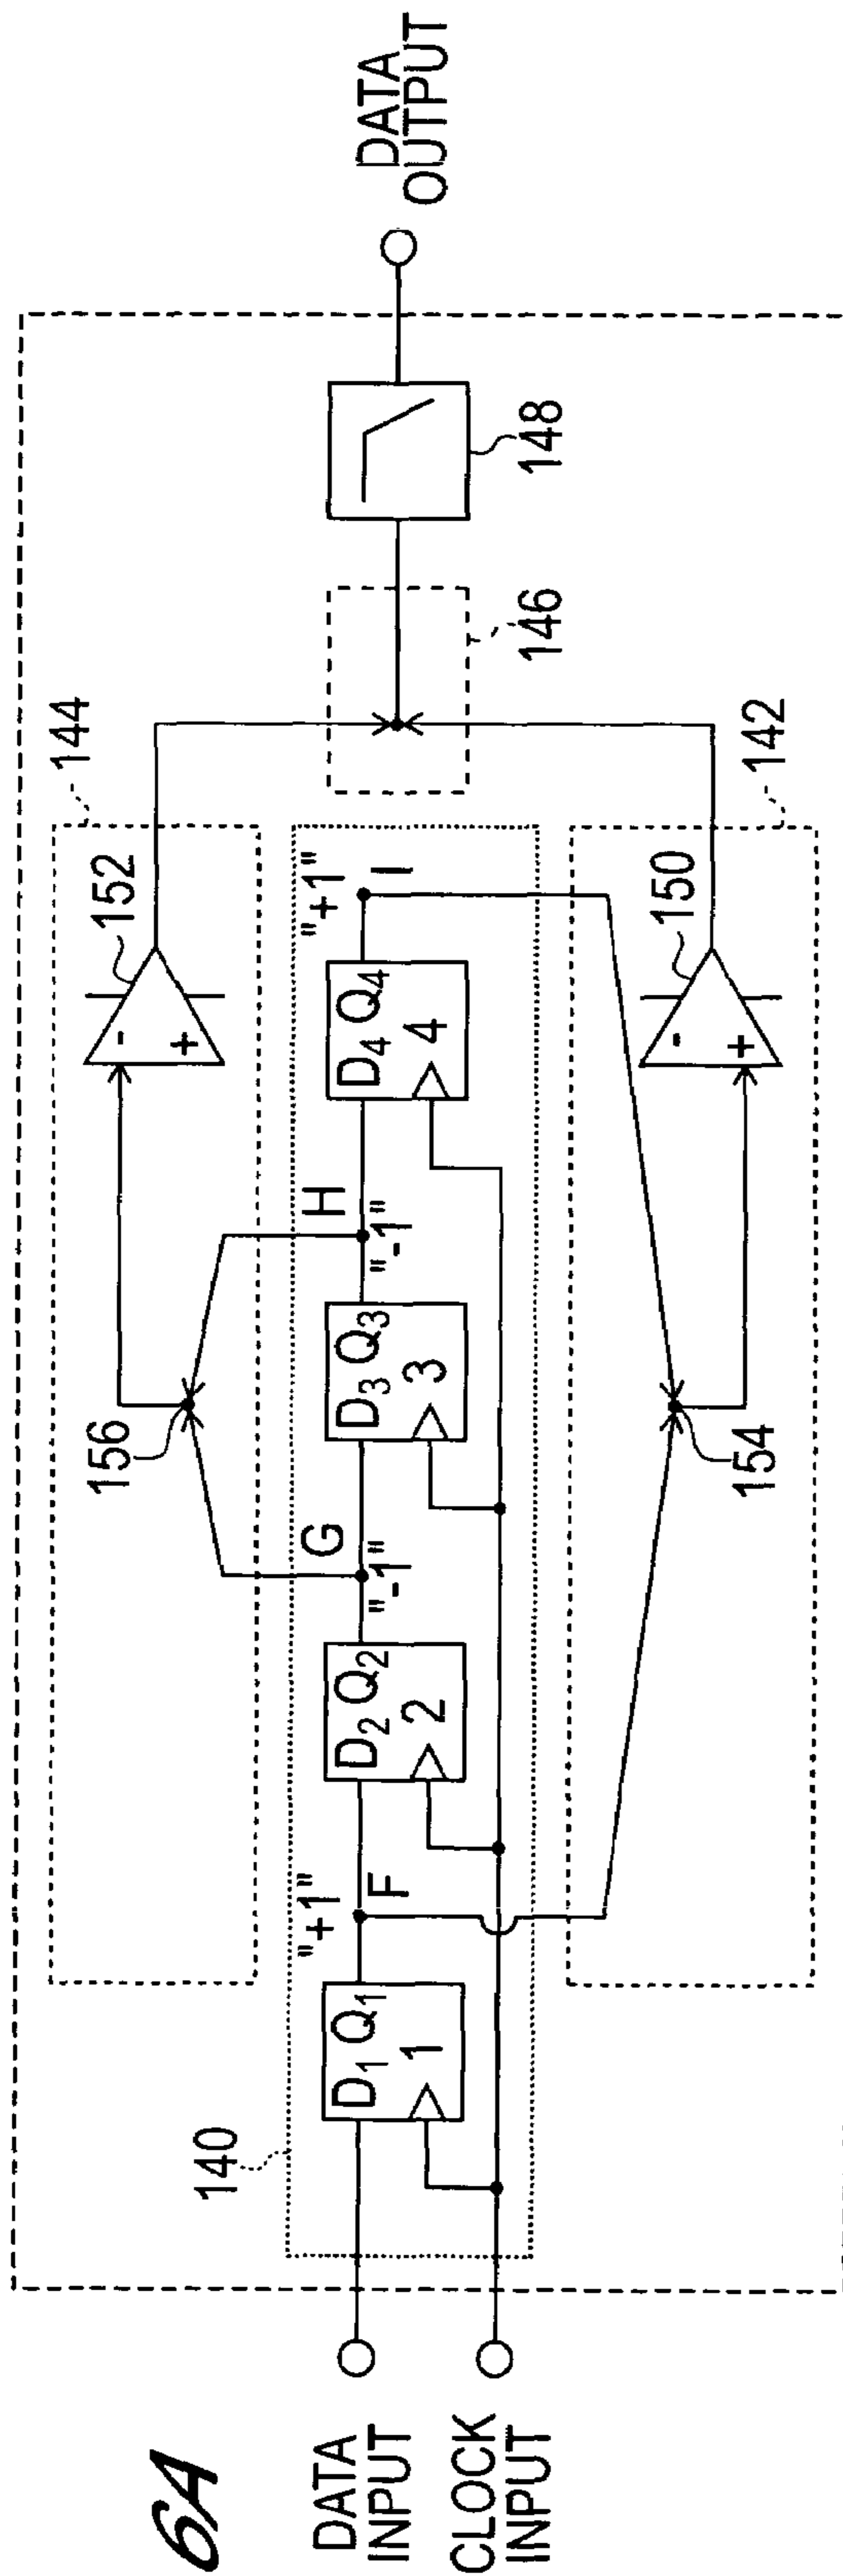 6A
DATA
INPUT
CLOCK
INPUT
140
144
152
-
+
156
"+1"
F
"-1"
G
"-1"
H
"+1"
I
D1 Q1
1
D2 Q2
2
D3 Q3
3
D4 Q4
4
154
150
-
+
142
146
148
DATA
OUTPUT